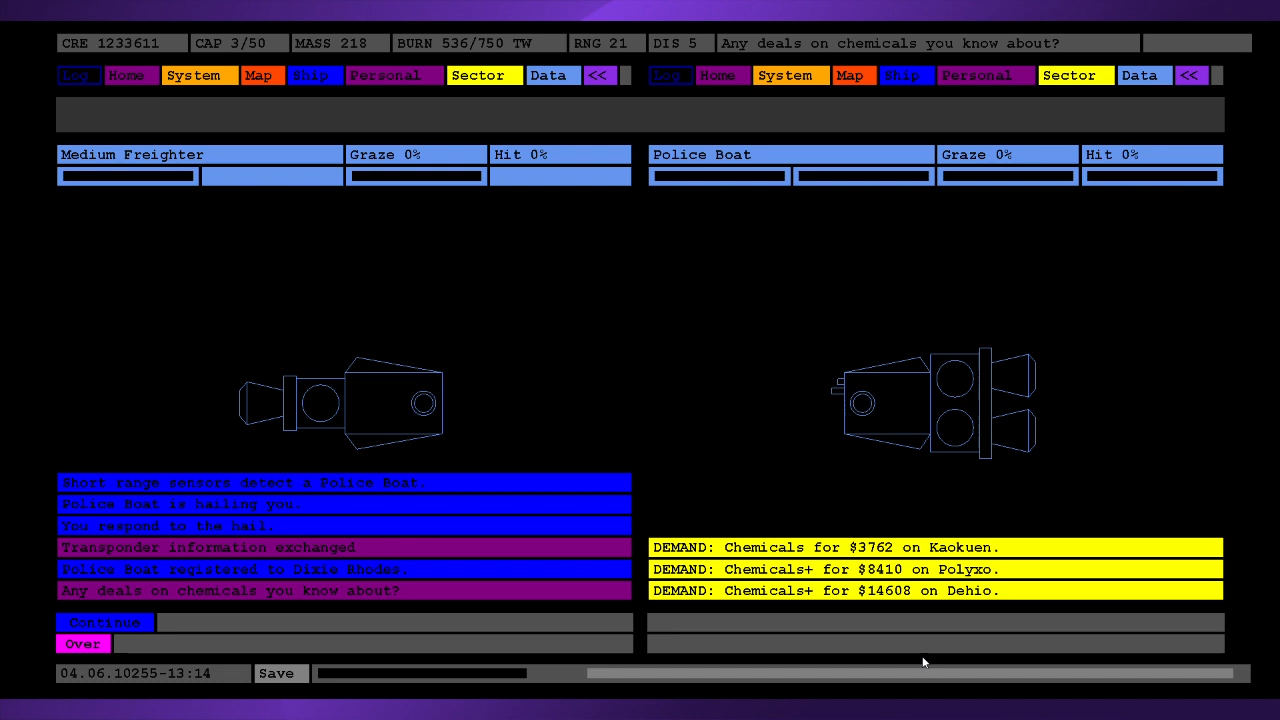 CRE 1233611 CAP 3/50 MASS 218 BURN 536/750 TW RNG 21 DIS 5 Any deals on chemicals you know about?
Log Home System Map Ship Personal Sector Data << Log Home System Map Ship Personal Sector Data <<
Medium Freighter Graze 0% Hit 0% Police Boat Graze 0% Hit 0%
Short range sensors detect a Police Boat.
Police Boat is hailing you.
You respond to the hail.
Transponder information exchanged
Police Boat registered to Dixie Rhodes.
Any deals on chemicals you know about?
DEMAND: Chemicals for $3762 on Kaokuen.
DEMAND: Chemicals+ for $8410 on Polyxo.
DEMAND: Chemicals+ for $14608 on Dehio.
Continue
Over
04.06.10255-13:14 Save